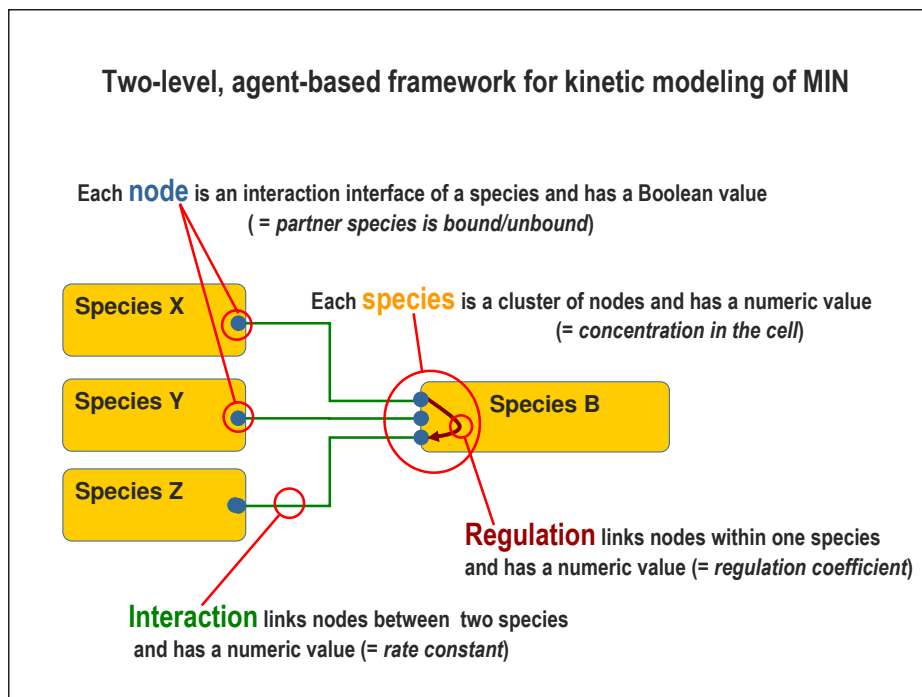 Two-level, agent-based framework for kinetic modeling of MIN
Each node is an interaction interface of a species and has a Boolean value
( = partner species is bound/unbound)
Species X
Each species is a cluster of nodes and has a numeric value
(= concentration in the cell)
Species Y
Species B
Species Z
Regulation links nodes within one species
and has a numeric value (= regulation coefficient)
Interaction links nodes between two species
and has a numeric value (= rate constant)